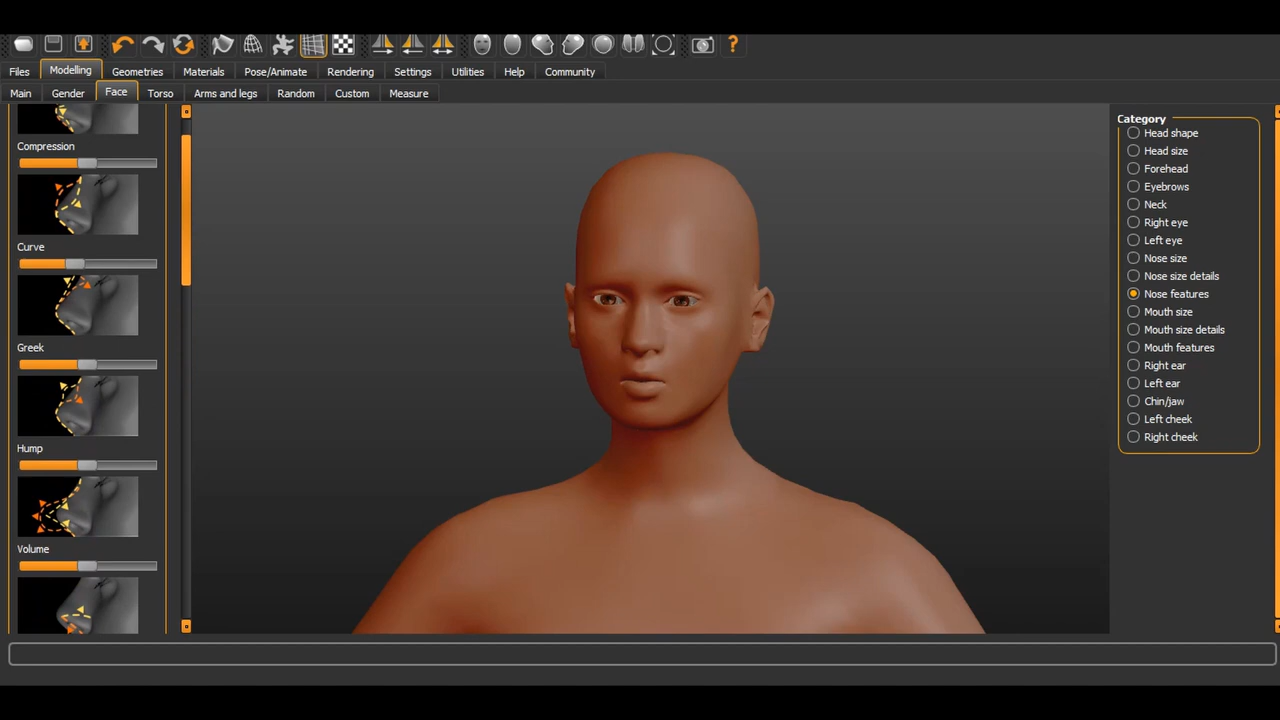 ?
Files Modelling Geometries Materials Pose/Animate Rendering Settings Utilities Help Community
Main Gender Face Torso Arms and legs Random Custom Measure
Compression
Curve
Greek
Hump
Volume
Category
Head shape
Head size
Forehead
Eyebrows
Neck
Right eye
Left eye
Nose size
Nose size details
Nose features
Mouth size
Mouth size details
Mouth features
Right ear
Left ear
Chin/jaw
Left cheek
Right cheek